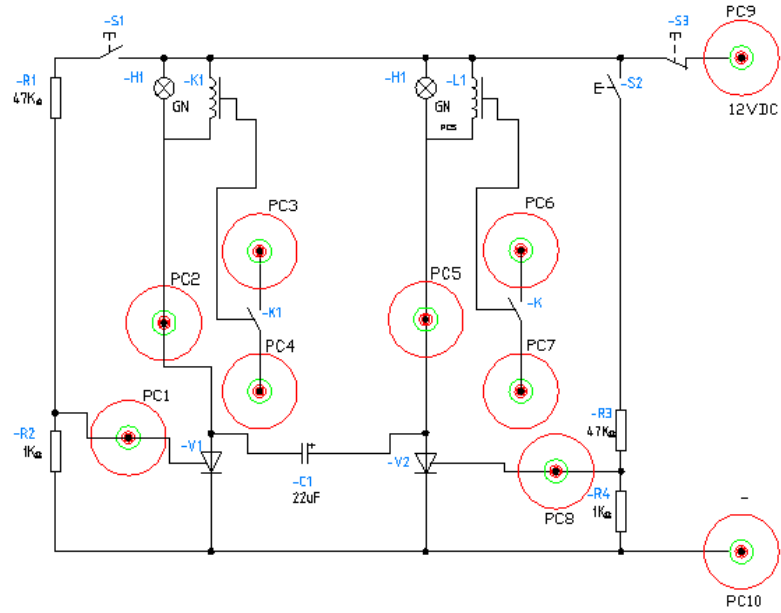 -S1
-S3
PC9
-R1
47KΩ
-H1
GN
-K1
-H1
GN
-L1
PCS
-S2
12VDC
PC3
PC6
PC2
PC5
-K1
-K
PC4
PC7
PC1
-R2
1KΩ
-V1
-C1
22uF
-V2
-R3
47KΩ
PC8
-R4
1KΩ
-
PC10